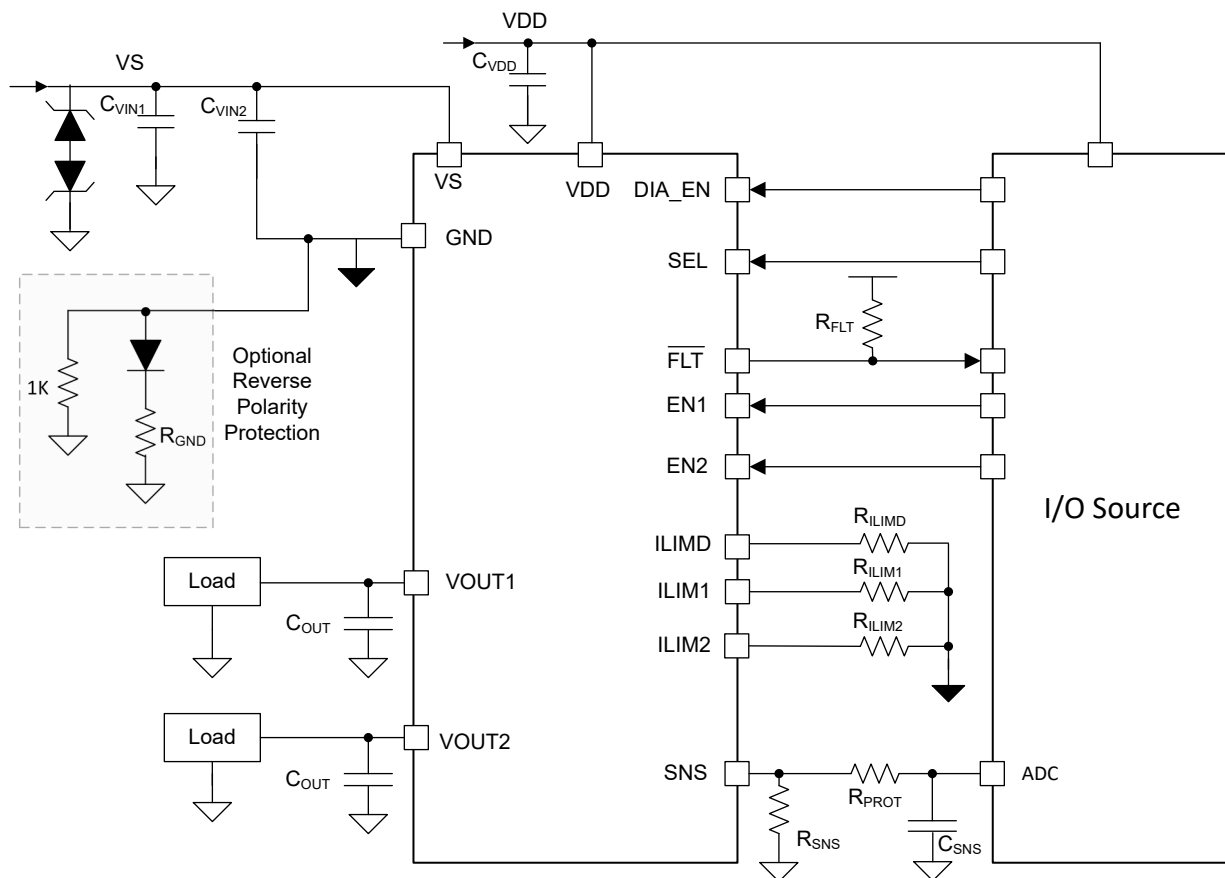 VDD
VS
CVDD
CVIN1
CVIN2
VS
VDD
DIA_EN
GND
SEL
RFLT
Optional
Reverse
Polarity
Protection
1K
RGND
FLT
EN1
EN2
I/O Source
RILIMD
ILIMD
RILIM1
ILIM1
Load
VOUT1
COUT
RILIM2
ILIM2
Load
VOUT2
COUT
SNS
ADC
RPROT
RSNS
CSNS